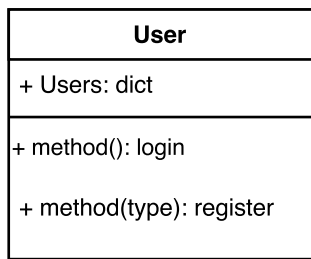 User
+ Users: dict
+ method(): login
+ method(type): register